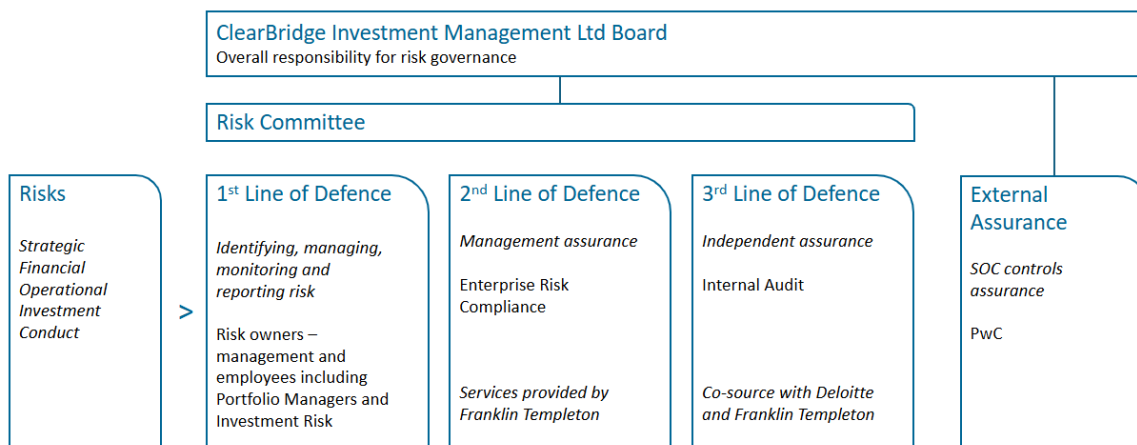 ClearBridge Investment Management Ltd Board
Overall responsibility for risk governance
Risk Committee
Risks
Strategic
Financial
Operational
Investment
Conduct
>
1st Line of Defence
Identifying, managing,
monitoring and
reporting risk
Risk owners –
management and
employees including
Portfolio Managers and
Investment Risk
2nd Line of Defence
Management assurance
Enterprise Risk
Compliance
Services provided by
Franklin Templeton
3rd Line of Defence
Independent assurance
Internal Audit
Co-source with Deloitte
and Franklin Templeton
External
Assurance
SOC controls
assurance
PwC